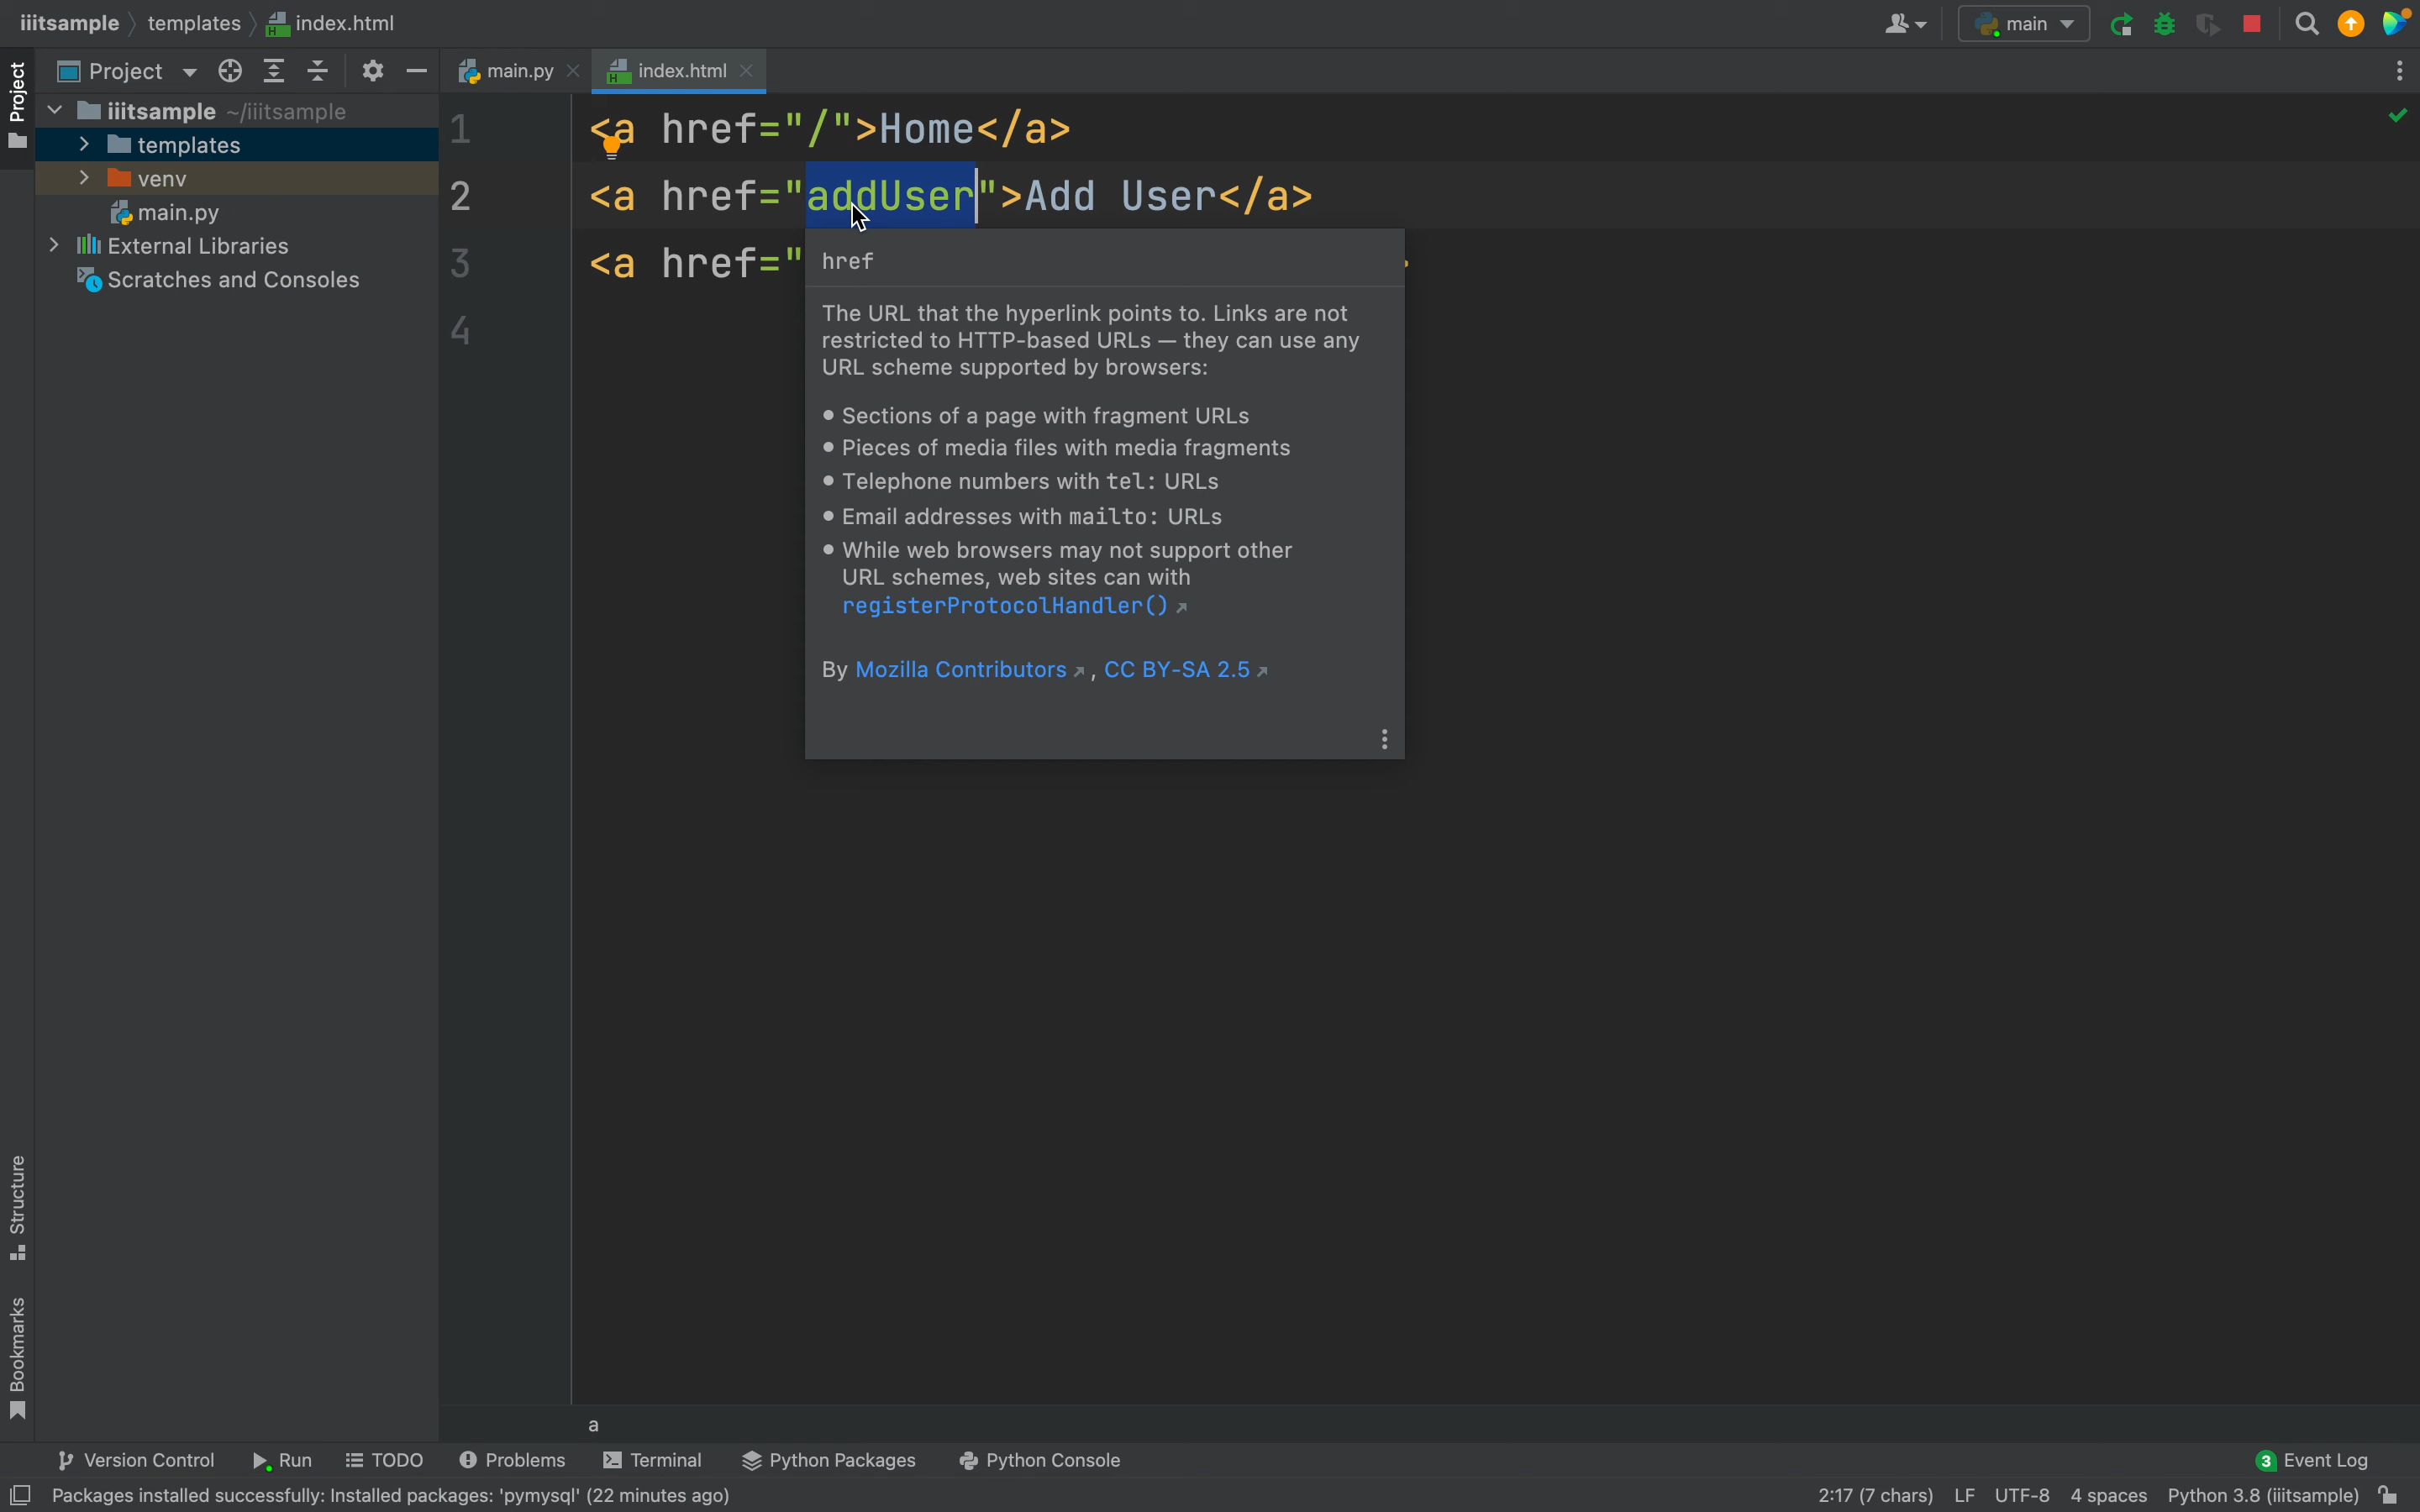 iiitsample templates index.html
main
Project
Project
main.py
index.html
iiitsample ~/iiitsample
templates
venv
main.py
External Libraries
Scratches and Consoles
1 <a href="/">Home</a>
2 <a href="addUser">Add User</a>
3 <a href="
4
href
The URL that the hyperlink points to. Links are not
restricted to HTTP-based URLs — they can use any
URL scheme supported by browsers:
• Sections of a page with fragment URLs
• Pieces of media files with media fragments
• Telephone numbers with tel: URLs
• Email addresses with mailto: URLs
• While web browsers may not support other
URL schemes, web sites can with
registerProtocolHandler()
By Mozilla Contributors, CC BY-SA 2.5
Structure
Bookmarks
a
Version Control Run TODO Problems Terminal Python Packages Python Console 3 Event Log
Packages installed successfully: Installed packages: 'pymysql' (22 minutes ago) 2:17 (7 chars) LF UTF-8 4 spaces Python 3.8 (iiitsample)